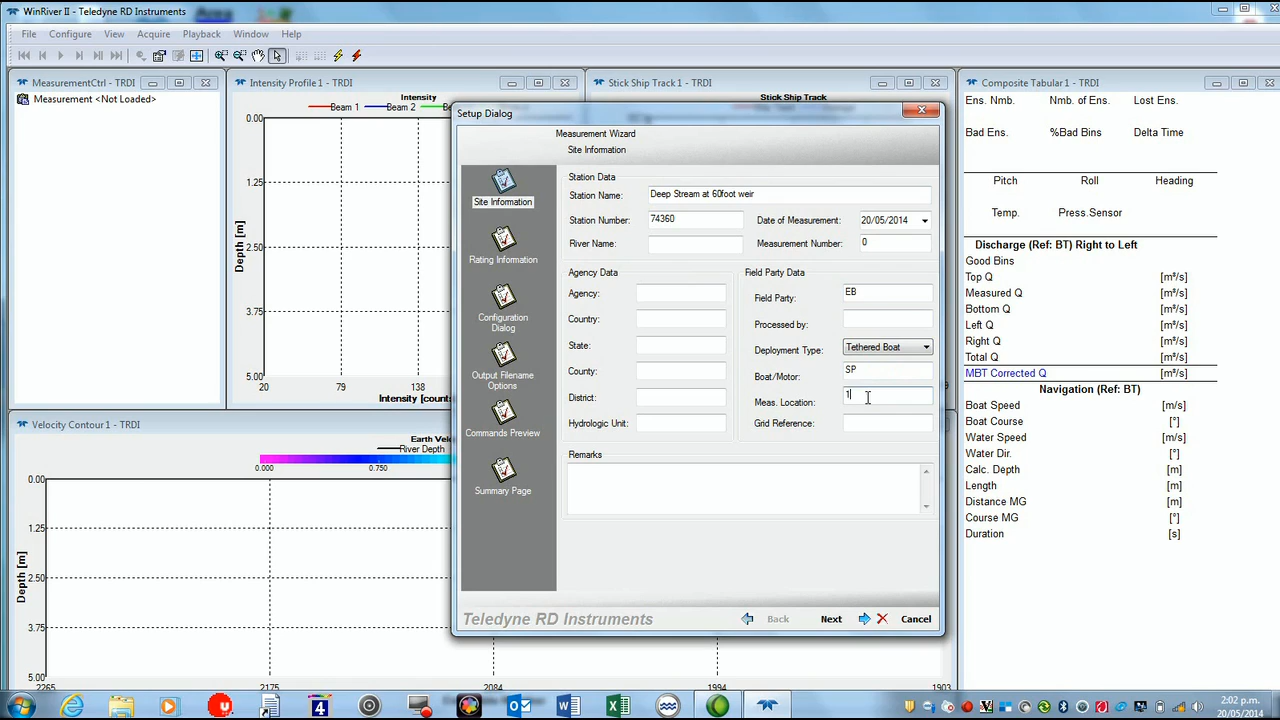 WinRiver II - Teledyne RD Instruments
File Configure View Acquire Playback Window Help
MeasurementCtrl - TRDI
Measurement <Not Loaded>
Intensity Profile 1 - TRDI
Intensity
Beam 1 Beam 2
Depth [m]
0.00
1.25
2.50
3.75
5.00
20 79 138
Intensity [count:
Stick Ship Track 1 - TRDI
Stick Ship Track
Composite Tabular 1 - TRDI
Ens. Nmb. Nmb. of Ens. Lost Ens.
Bad Ens. %Bad Bins Delta Time
Pitch Roll Heading
Temp. Press.Sensor
Discharge (Ref: BT) Right to Left
Good Bins
Top Q [m³/s]
Measured Q [m³/s]
Bottom Q [m³/s]
Left Q [m³/s]
Right Q [m³/s]
Total Q [m³/s]
MBT Corrected Q [m³/s]
Navigation (Ref: BT)
Boat Speed [m/s]
Boat Course [°]
Water Speed [m/s]
Water Dir. [°]
Calc. Depth [m]
Length [m]
Distance MG [m]
Course MG [°]
Duration [s]
Setup Dialog
Measurement Wizard
Site Information
Site Information
Rating Information
Configuration
Dialog
Output Filename
Options
Commands Preview
Summary Page
Station Data
Station Name: Deep Stream at 60foot weir
Station Number: 74360 Date of Measurement: 20/05/2014
River Name: Measurement Number: 0
Agency Data
Agency:
Country:
State:
County:
District:
Hydrologic Unit:
Field Party Data
Field Party: EB
Processed by:
Deployment Type: Tethered Boat
Boat/Motor: SP
Meas. Location: 1
Grid Reference:
Remarks
Teledyne RD Instruments Back Next Cancel
Velocity Contour 1 - TRDI
Earth Velo
River Depth
0.000 0.750
Depth [m]
0.00
1.25
2.50
3.75
5.00
2265 2175 2084 1994 1903
2:02 p.m.
20/05/2014